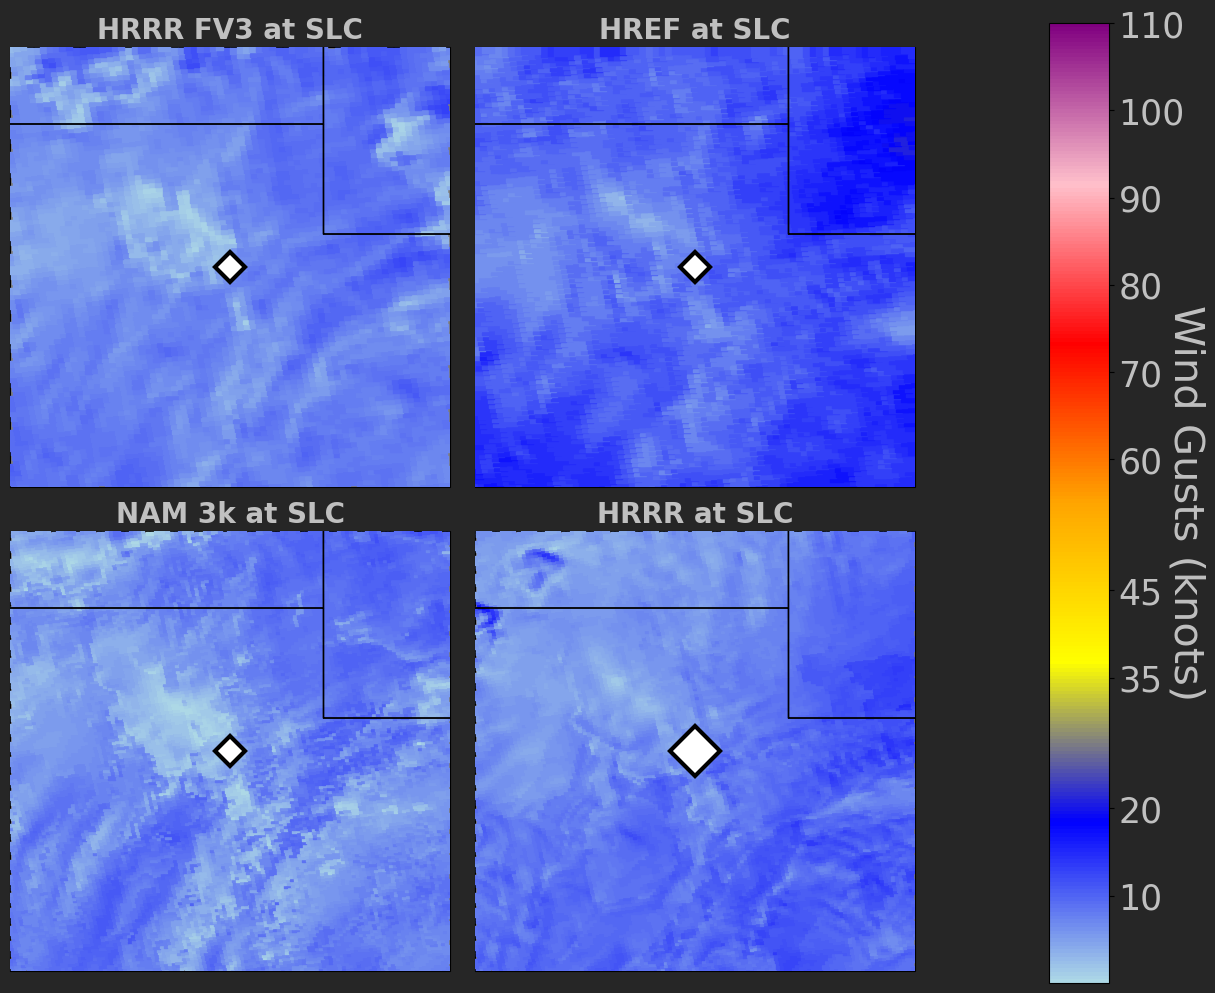 HRRR FV3 at SLC
HREF at SLC
NAM 3k at SLC
HRRR at SLC
110
100
90
80
70
60
45
35
20
10
Wind Gusts (knots)